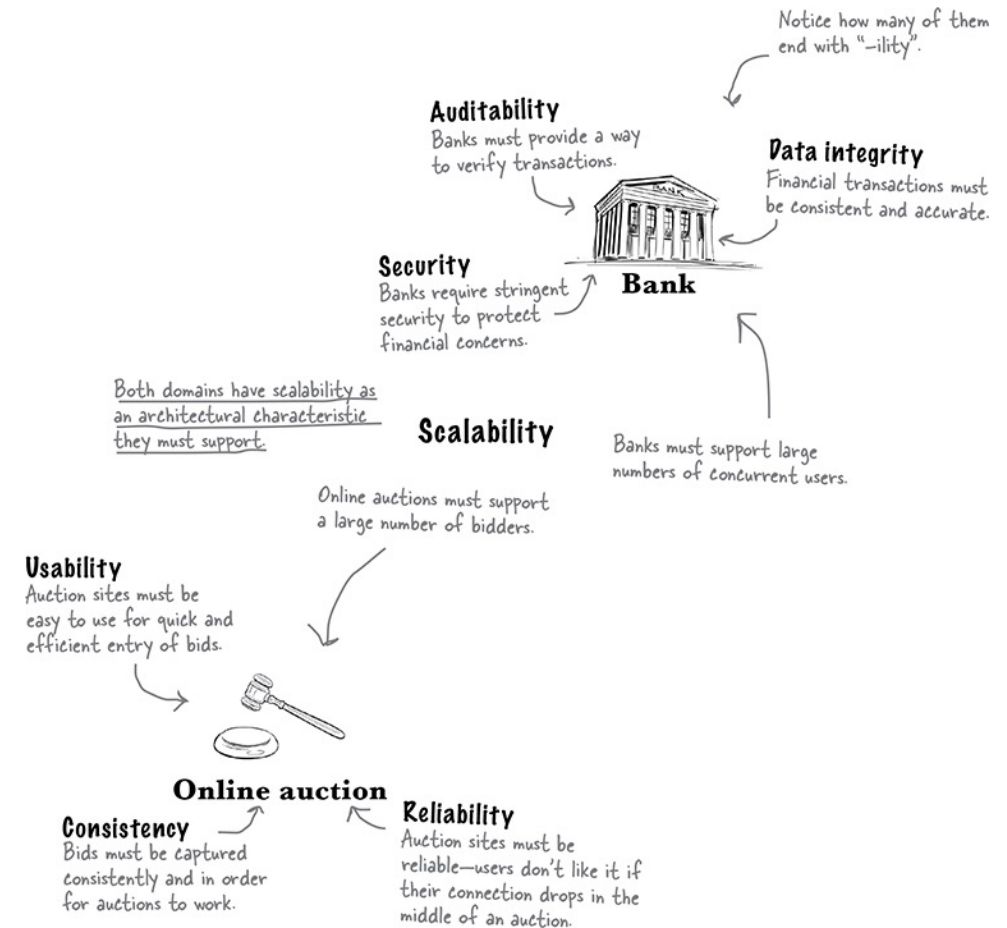 Notice how many of them
end with “-ility”.
Auditability
Banks must provide a way
to verify transactions.
Data integrity
Financial transactions must
be consistent and accurate.
BANK
Security
Banks require stringent
security to protect
financial concerns.
Bank
Both domains have scalability as
an architectural characteristic
they must support.
Scalability
Banks must support large
numbers of concurrent users.
Online auctions must support
a large number of bidders.
Usability
Auction sites must be
easy to use for quick and
efficient entry of bids.
Online auction
Consistency
Bids must be captured
consistently and in order
for auctions to work.
Reliability
Auction sites must be
reliable—users don’t like it if
their connection drops in the
middle of an auction.